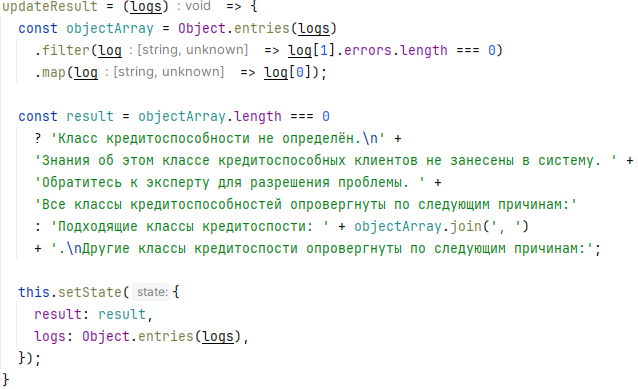 updateResult = (logs) : void => {
const objectArray = Object.entries(logs)
.filter(log : [string, unknown] => log[1].errors.length === 0)
.map(log : [string, unknown] => log[0]);
const result = objectArray.length === 0
? 'Класс кредитоспособности не определён.\n' +
'Знания об этом классе кредитоспособных клиентов не занесены в систему. ' +
'Обратитесь к эксперту для разрешения проблемы. ' +
'Все классы кредитоспособностей опровергнуты по следующим причинам:'
: 'Подходящие классы кредитоспости: ' + objectArray.join(', ')
+ '.\nДругие классы кредитоспости опровергнуты по следующим причинам:';
this.setState( state: {
result: result,
logs: Object.entries(logs),
});
}